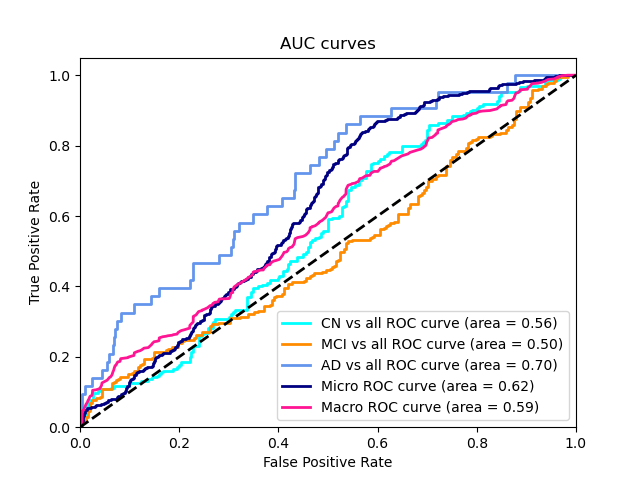 AUC curves
True Positive Rate
1.0
0.8
0.6
0.4
0.2
0.0
CN vs all ROC curve (area = 0.56)
MCI vs all ROC curve (area = 0.50)
AD vs all ROC curve (area = 0.70)
Micro ROC curve (area = 0.62)
Macro ROC curve (area = 0.59)
0.0 0.2 0.4 0.6 0.8 1.0
False Positive Rate